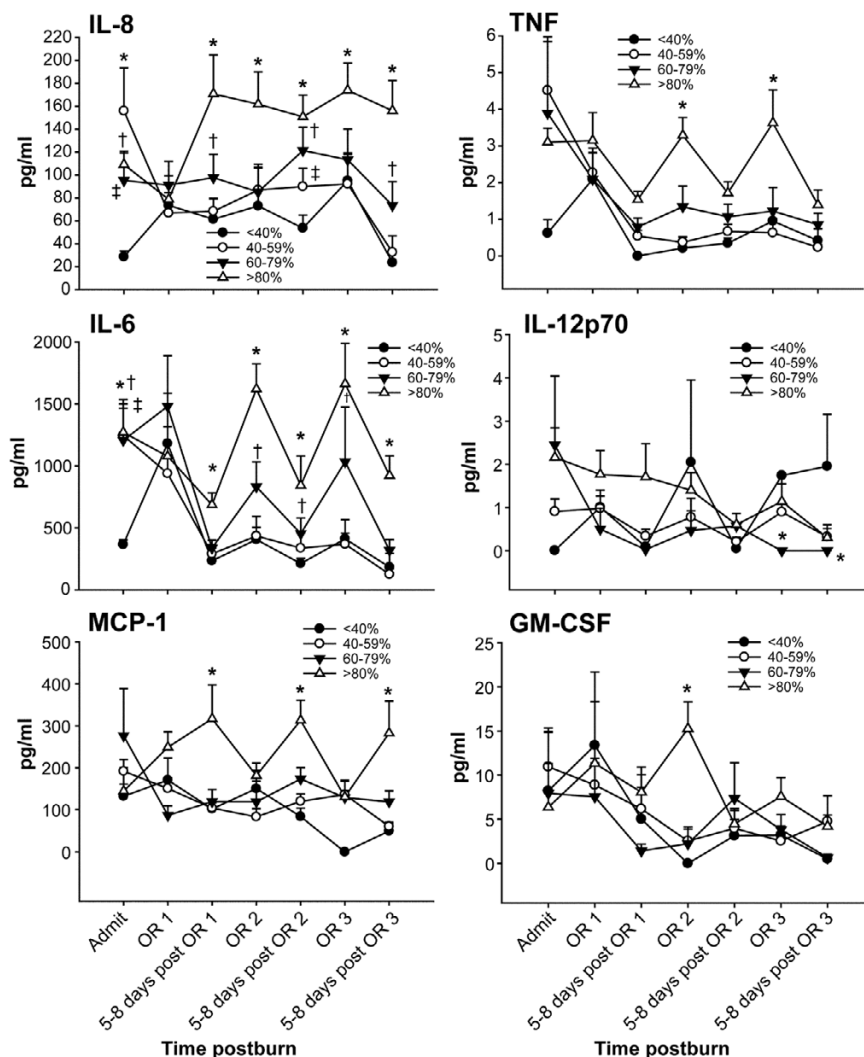 IL-8
220
200
180
160
140
120
100
80
60
40
20
0
pg/ml
* * * * * *
† † † †
‡ ‡
<40%
40-59%
60-79%
>80%
TNF
6
5
4
3
2
1
0
pg/ml
<40%
40-59%
60-79%
>80%
* *
IL-6
2000
1500
1000
500
0
pg/ml
<40%
40-59%
60-79%
>80%
* † * * * * *
‡ ‡ † † †
IL-12p70
5
4
3
2
1
0
pg/ml
<40%
40-59%
60-79%
>80%
* *
MCP-1
500
400
300
200
100
0
pg/ml
<40%
40-59%
60-79%
>80%
* * *
Admit
OR 1
5-8 days post OR 1
OR 2
5-8 days post OR 2
OR 3
5-8 days post OR 3
Time postburn
GM-CSF
25
20
15
10
5
0
pg/ml
<40%
40-59%
60-79%
>80%
*
Admit
OR 1
5-8 days post OR 1
OR 2
5-8 days post OR 2
OR 3
5-8 days post OR 3
Time postburn